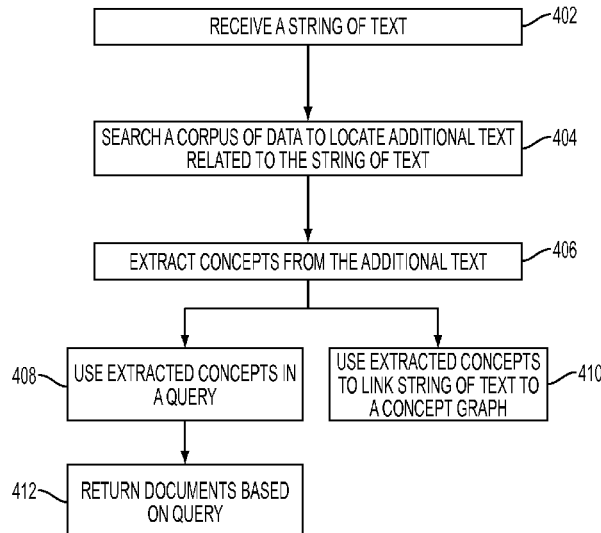 RECEIVE A STRING OF TEXT
402
SEARCH A CORPUS OF DATA TO LOCATE ADDITIONAL TEXT
RELATED TO THE STRING OF TEXT
404
EXTRACT CONCEPTS FROM THE ADDITIONAL TEXT
406
408
USE EXTRACTED CONCEPTS IN
A QUERY
USE EXTRACTED CONCEPTS
TO LINK STRING OF TEXT TO
A CONCEPT GRAPH
410
412
RETURN DOCUMENTS BASED
ON QUERY